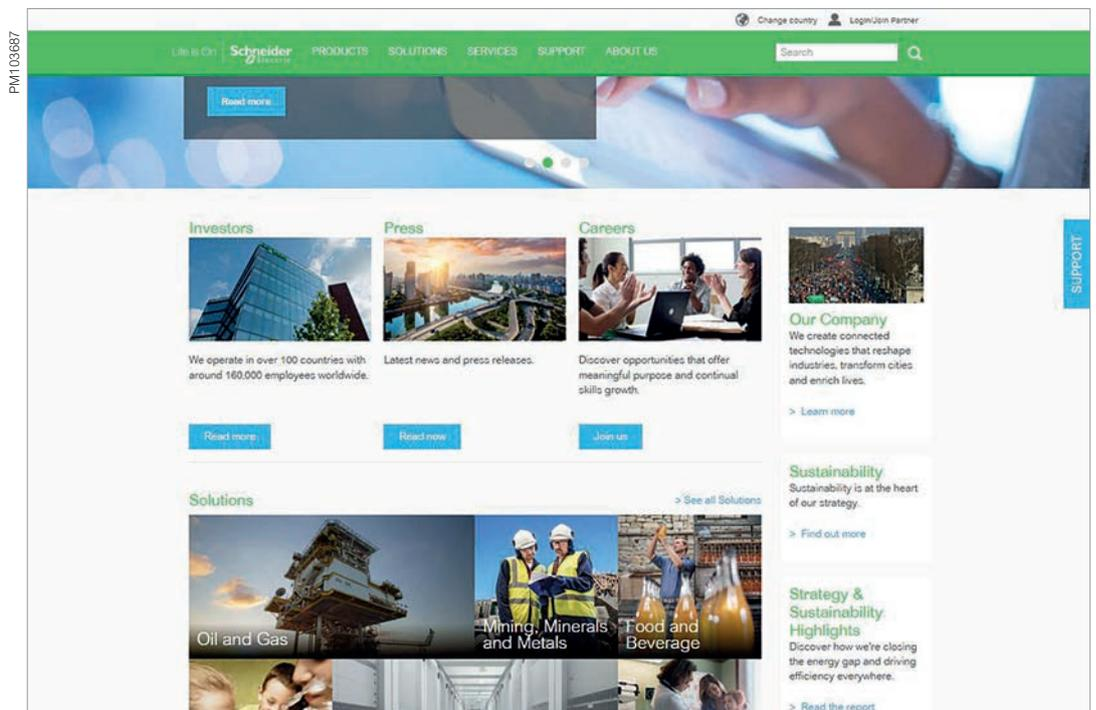 PM103687
Change country Login/Join Partner
Life is On Schneider Electric PRODUCTS SOLUTIONS SERVICES SUPPORT ABOUT US Search
Read more
Investors
We operate in over 100 countries with
around 160,000 employees worldwide.
Read more
Press
Latest news and press releases.
Read now
Careers
Discover opportunities that offer
meaningful purpose and continual
skills growth.
Join us
Our Company
We create connected
technologies that reshape
industries, transform cities
and enrich lives.
> Learn more
SUPPORT
Solutions
> See all Solutions
Oil and Gas
Mining, Minerals
and Metals
Food and
Beverage
Sustainability
Sustainability is at the heart
of our strategy.
> Find out more
Strategy &
Sustainability
Highlights
Discover how we're closing
the energy gap and driving
efficiency everywhere.
> Read the report